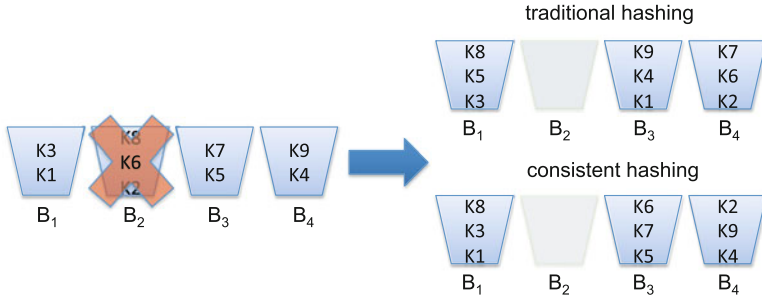 traditional hashing
K8
K5
K3
B1
B2
K9
K4
K1
B3
K7
K6
K2
B4
K3
K1
B1
K8
K6
K2
B2
K7
K5
B3
K9
K4
B4
consistent hashing
K8
K3
K1
B1
B2
K6
K7
K5
B3
K2
K9
K4
B4